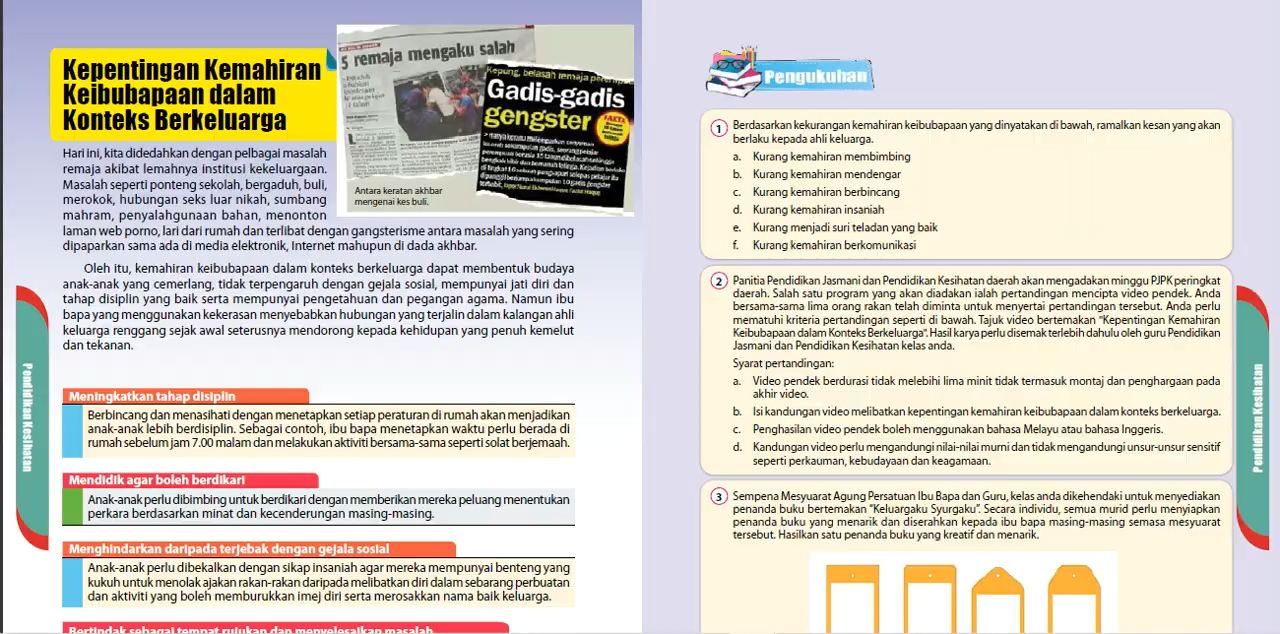 Kepentingan Kemahiran
Keibubapaan dalam
Konteks Berkeluarga
5 remaja mengaku salah
Kepung, belasah remaja
Gadis-gadis
gengster
FAKTA
Antara keratan akhbar
mengenai kes buli.
Hari ini, kita didedahkan dengan pelbagai masalah
remaja akibat lemahnya institusi kekeluargaan.
Masalah seperti ponteng sekolah, bergaduh, buli,
merokok, hubungan seks luar nikah, sumbang
mahram, penyalahgunaan bahan, menonton
laman web porno, lari dari rumah dan terlibat dengan gangsterisme antara masalah yang sering
dipaparkan sama ada di media elektronik, Internet mahupun di dada akhbar.
Oleh itu, kemahiran keibubapaan dalam konteks berkeluarga dapat membentuk budaya
anak-anak yang cemerlang, tidak terpengaruh dengan gejala sosial, mempunyai jati diri dan
tahap disiplin yang baik serta mempunyai pengetahuan dan pegangan agama. Namun ibu
bapa yang menggunakan kekerasan menyebabkan hubungan yang terjalin dalam kalangan ahli
keluarga renggang sejak awal seterusnya mendorong kepada kehidupan yang penuh kemelut
dan tekanan.
Pendidikan Kesihatan
Meningkatkan tahap disiplin
Berbincang dan menasihati dengan menetapkan setiap peraturan di rumah akan menjadikan
anak-anak lebih berdisiplin. Sebagai contoh, ibu bapa menetapkan waktu perlu berada di
rumah sebelum jam 7.00 malam dan melakukan aktiviti bersama-sama seperti solat berjemaah.
Mendidik agar boleh berdikari
Anak-anak perlu dibimbing untuk berdikari dengan memberikan mereka peluang menentukan
perkara berdasarkan minat dan kecenderungan masing-masing.
Menghindarkan daripada terjebak dengan gejala sosial
Anak-anak perlu dibekalkan dengan sikap insaniah agar mereka mempunyai benteng yang
kukuh untuk menolak ajakan rakan-rakan daripada melibatkan diri dalam sebarang perbuatan
dan aktiviti yang boleh memburukkan imej diri serta merosakkan nama baik keluarga.
Bertindak sebagai tempat rujukan dan menyelesaikan masalah
Pengukuhan
1 Berdasarkan kekurangan kemahiran keibubapaan yang dinyatakan di bawah, ramalkan kesan yang akan
berlaku kepada ahli keluarga.
a. Kurang kemahiran membimbing
b. Kurang kemahiran mendengar
c. Kurang kemahiran berbincang
d. Kurang kemahiran insaniah
e. Kurang menjadi suri teladan yang baik
f. Kurang kemahiran berkomunikasi
2 Panitia Pendidikan Jasmani dan Pendidikan Kesihatan daerah akan mengadakan minggu PJPK peringkat
daerah. Salah satu program yang akan diadakan ialah pertandingan mencipta video pendek. Anda
bersama-sama lima orang rakan telah diminta untuk menyertai pertandingan tersebut. Anda perlu
mematuhi kriteria pertandingan seperti di bawah. Tajuk video bertemakan "Kepentingan Kemahiran
Keibubapaan dalam Konteks Berkeluarga". Hasil karya perlu disemak terlebih dahulu oleh guru Pendidikan
Jasmani dan Pendidikan Kesihatan kelas anda.
Syarat pertandingan:
a. Video pendek berdurasi tidak melebihi lima minit tidak termasuk montaj dan penghargaan pada
akhir video.
b. Isi kandungan video melibatkan kepentingan kemahiran keibubapaan dalam konteks berkeluarga.
c. Penghasilan video pendek boleh menggunakan bahasa Melayu atau bahasa Inggeris.
d. Kandungan video perlu mengandungi nilai-nilai murni dan tidak mengandungi unsur-unsur sensitif
seperti perkauman, kebudayaan dan keagamaan.
3 Sempena Mesyuarat Agung Persatuan Ibu Bapa dan Guru, kelas anda dikehendaki untuk menyediakan
penanda buku bertemakan "Keluargaku Syurgaku". Secara individu, semua murid perlu menyiapkan
penanda buku yang menarik dan diserahkan kepada ibu bapa masing-masing semasa mesyuarat
tersebut. Hasilkan satu penanda buku yang kreatif dan menarik.
Pendidikan Kesihatan